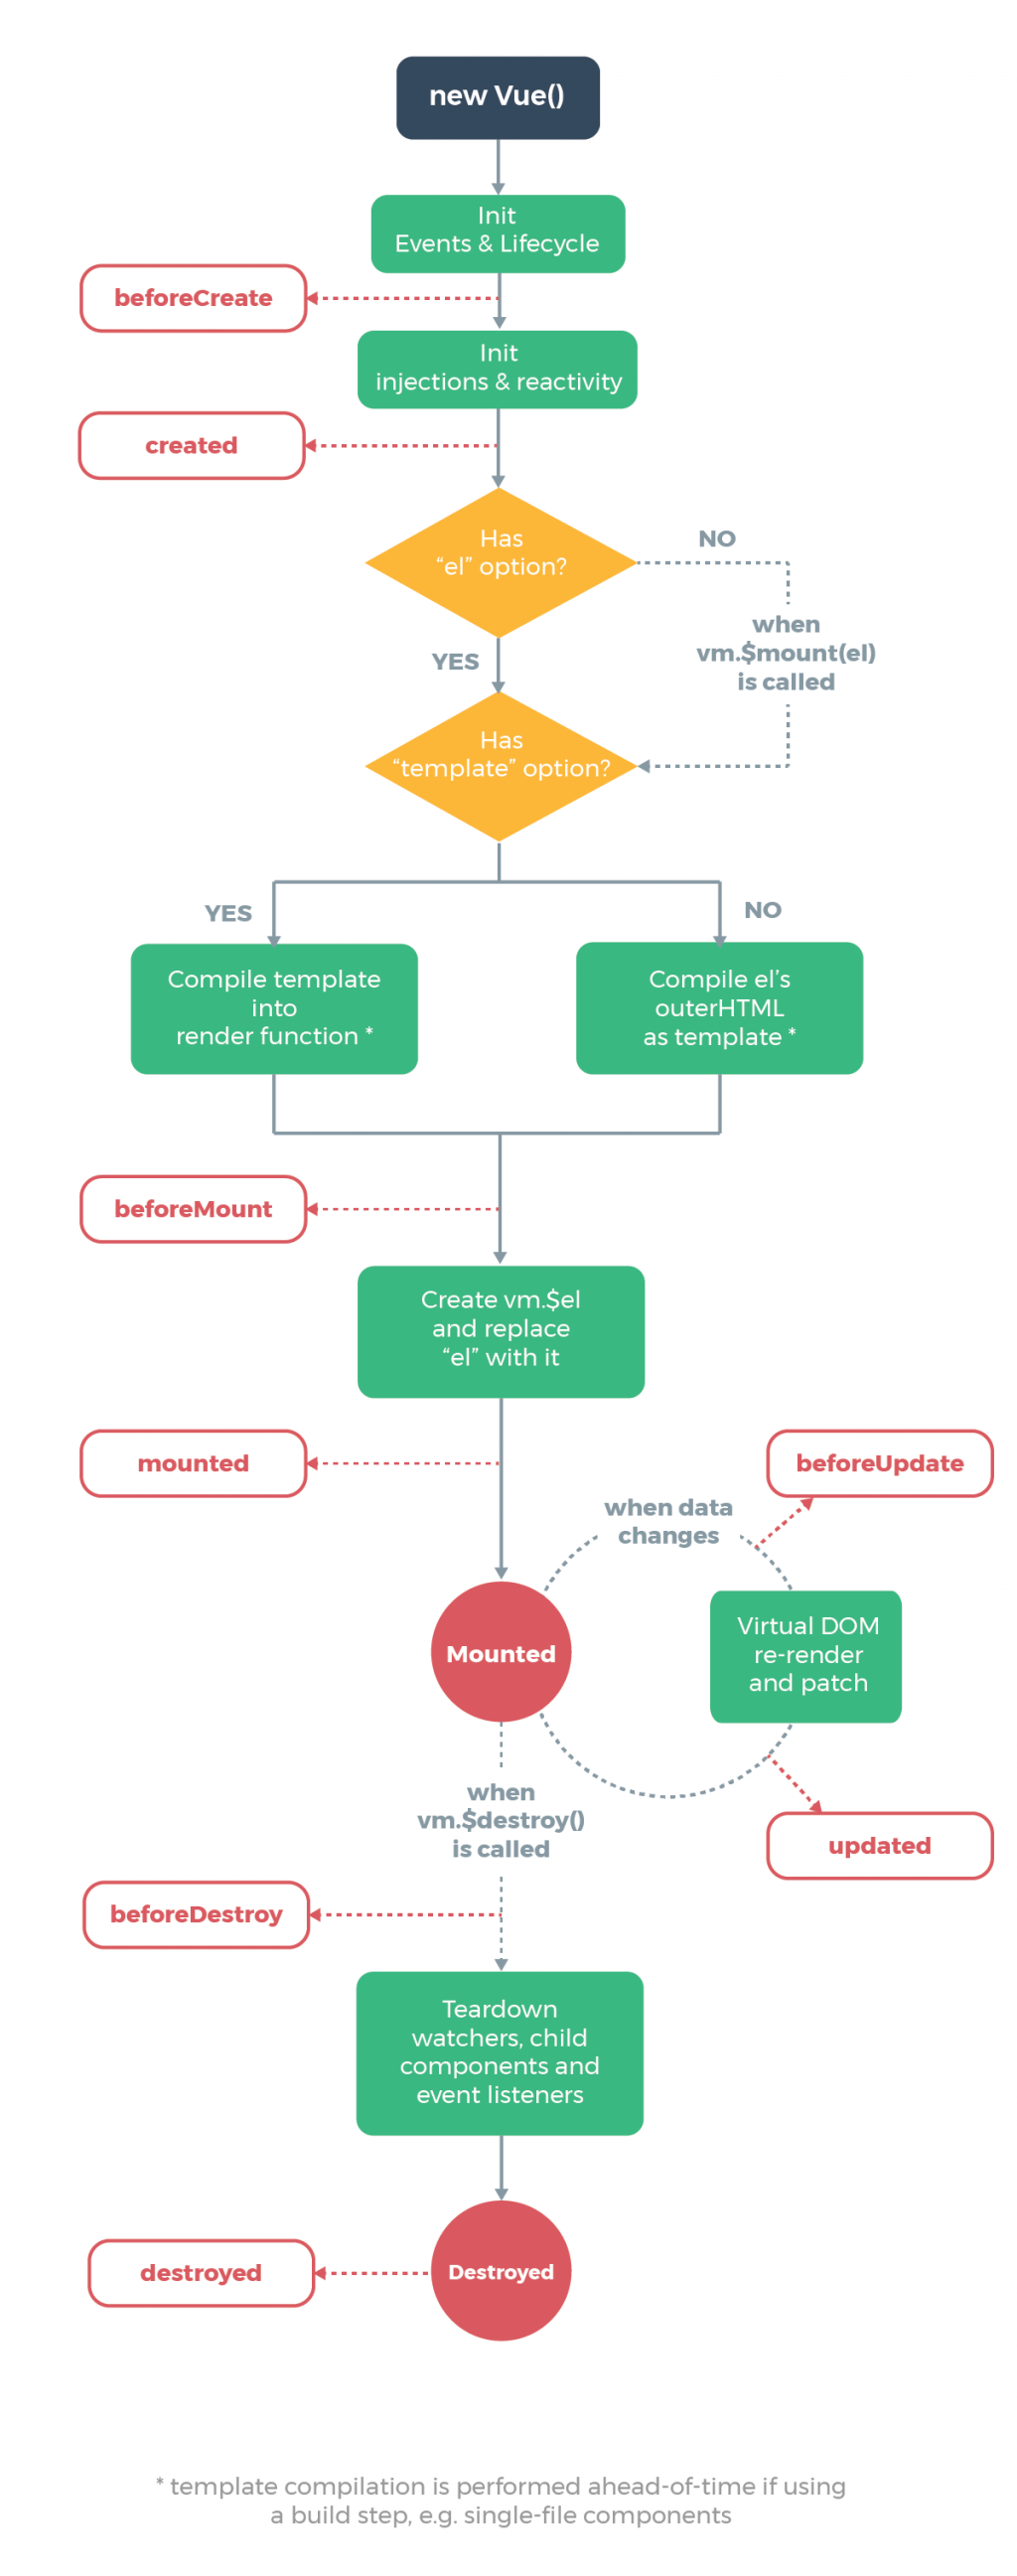 new Vue()
Init
Events & Lifecycle
beforeCreate
Init
injections & reactivity
created
Has
“el” option?
NO
when
vm.$mount(el)
is called
YES
Has
“template” option?
YES
NO
Compile template
into
render function *
Compile el’s
outerHTML
as template *
beforeMount
Create vm.$el
and replace
“el” with it
mounted
beforeUpdate
when data
changes
Mounted
Virtual DOM
re-render
and patch
when
vm.$destroy()
is called
updated
beforeDestroy
Teardown
watchers, child
components and
event listeners
destroyed
Destroyed
* template compilation is performed ahead-of-time if using
a build step, e.g. single-file components